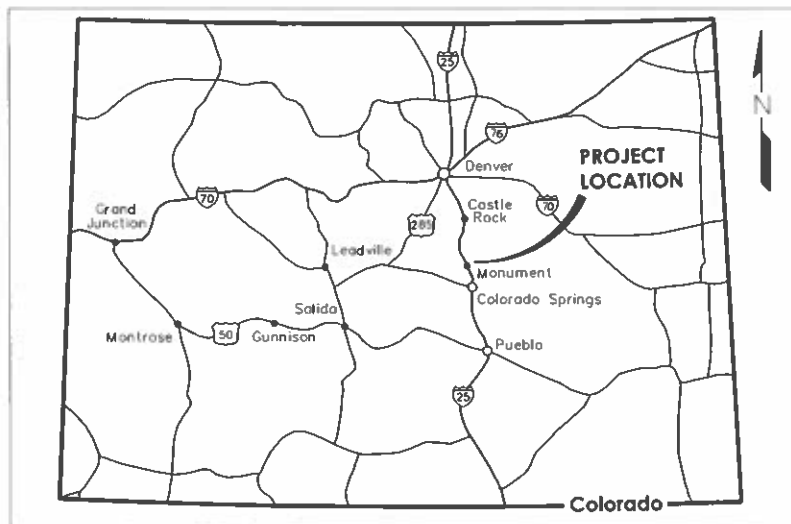 25
76
N
Denver
PROJECT
LOCATION
70
Castle
Rock
70
Grand
Junction
285
Leadville
Monument
Colorado Springs
Salida
Montrose
50
Gunnison
Pueblo
25
Colorado